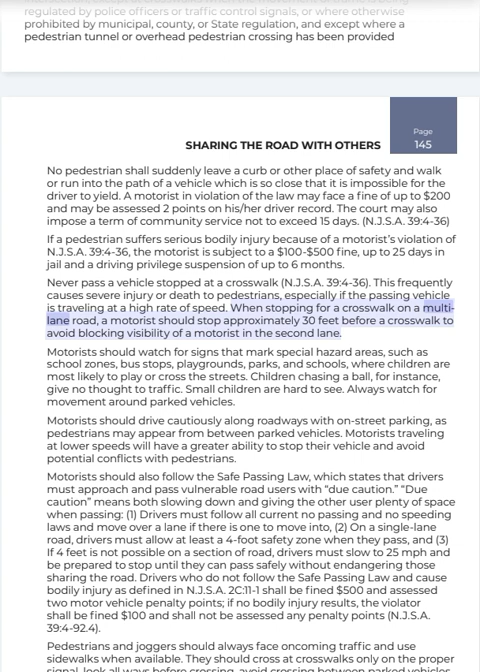 regulated by police officers or traffic control signals, or where otherwise
prohibited by municipal, county, or State regulation, and except where a
pedestrian tunnel or overhead pedestrian crossing has been provided
Page
SHARING THE ROAD WITH OTHERS
145
No pedestrian shall suddenly leave a curb or other place of safety and walk
or run into the path of a vehicle which is so close that it is impossible for the
driver to yield. A motorist in violation of the law may face a fine of up to $200
and may be assessed 2 points on his/her driver record. The court may also
impose a term of community service not to exceed 15 days. (N.J.S.A. 39:4-36)
If a pedestrian suffers serious bodily injury because of a motorist's violation of
N.J.S.A. 39:4-36, the motorist is subject to a $100-$500 fine, up to 25 days in
jail and a driving privilege suspension of up to 6 months.
Never pass a vehicle stopped at a crosswalk (N.J.S.A. 39:4-36). This frequently
causes severe injury or death to pedestrians, especially if the passing vehicle
is traveling at a high rate of speed. When stopping for a crosswalk on a multi-
lane road, a motorist should stop approximately 30 feet before a crosswalk to
avoid blocking visibility of a motorist in the second lane.
Motorists should watch for signs that mark special hazard areas, such as
school zones, bus stops, playgrounds, parks, and schools, where children are
most likely to play or cross the streets. Children chasing a ball, for instance,
give no thought to traffic. Small children are hard to see. Always watch for
movement around parked vehicles.
Motorists should drive cautiously along roadways with on-street parking, as
pedestrians may appear from between parked vehicles. Motorists traveling
at lower speeds will have a greater ability to stop their vehicle and avoid
potential conflicts with pedestrians.
Motorists should also follow the Safe Passing Law, which states that drivers
must approach and pass vulnerable road users with “due caution.” “Due
caution” means both slowing down and giving the other user plenty of space
when passing: (1) Drivers must follow all current no passing and no speeding
laws and move over a lane if there is one to move into, (2) On a single-lane
road, drivers must allow at least a 4-foot safety zone when they pass, and (3)
If 4 feet is not possible on a section of road, drivers must slow to 25 mph and
be prepared to stop until they can pass safely without endangering those
sharing the road. Drivers who do not follow the Safe Passing Law and cause
bodily injury as defined in N.J.S.A. 2C:11-1 shall be fined $500 and assessed
two motor vehicle penalty points; if no bodily injury results, the violator
shall be fined $100 and shall not be assessed any penalty points (N.J.S.A.
39:4-92.4).
Pedestrians and joggers should always face oncoming traffic and use
sidewalks when available. They should cross at crosswalks only on the proper
signal, look all ways before crossing, avoid crossing between parked vehicles